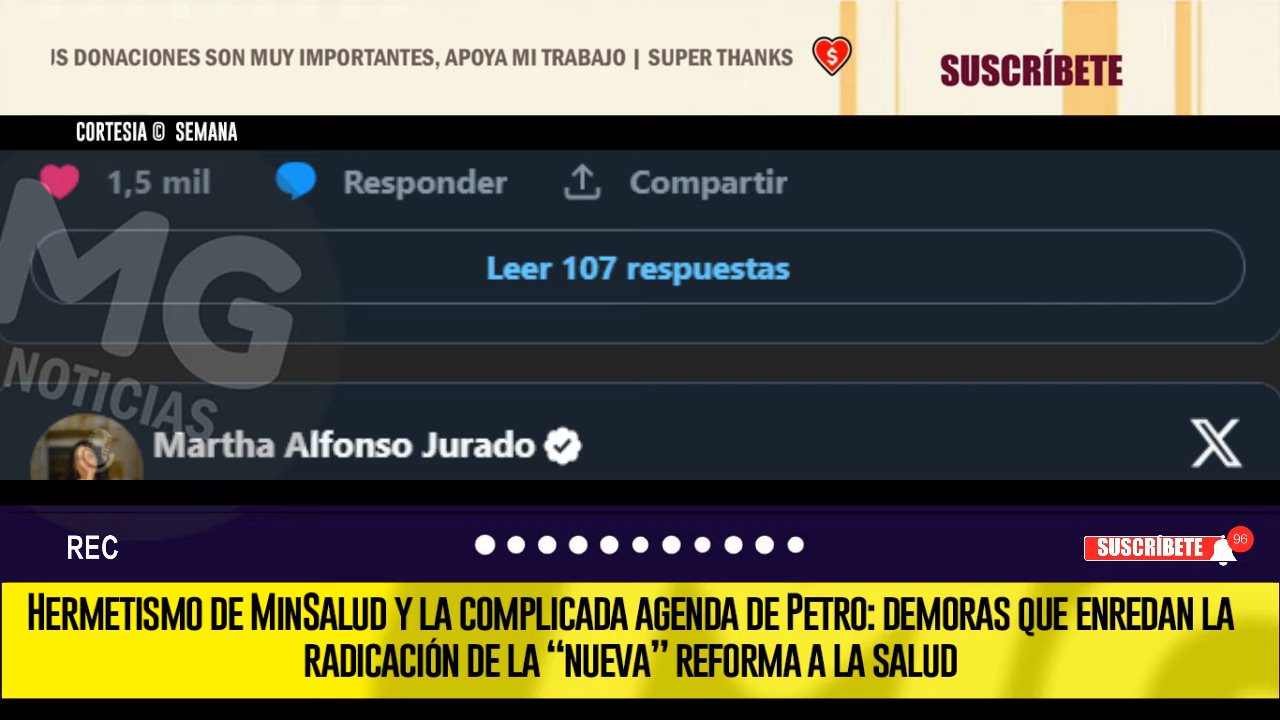 US DONACIONES SON MUY IMPORTANTES, APOYA MI TRABAJO | SUPER THANKS
$
SUSCRÍBETE
CORTESIA © SEMANA
1,5 mil Responder Compartir
Leer 107 respuestas
MG
NOTICIAS
Martha Alfonso Jurado
X
REC
SUSCRÍBETE 96
HERMETISMO DE MINSALUD Y LA COMPLICADA AGENDA DE PETRO: DEMORAS QUE ENREDAN LA
RADICACIÓN DE LA “NUEVA” REFORMA A LA SALUD